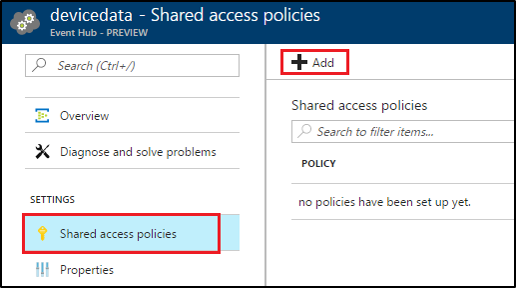 devicedata - Shared access policies
Event Hub - PREVIEW
Search (Ctrl+/)
Overview
Diagnose and solve problems
SETTINGS
Shared access policies
Properties
Add
Shared access policies
Search to filter items...
POLICY
no policies have been set up yet.